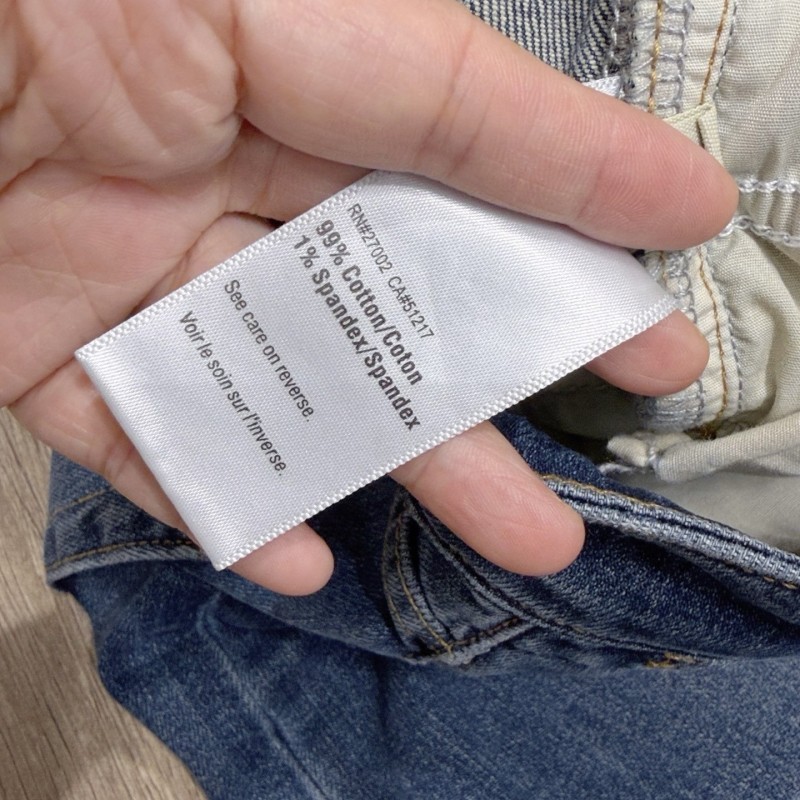 RN#27002 CA#51217
99% Cotton/Coton
1% Spandex/Spandex
See care on reverse.
Voir le soin sur l'inverse.